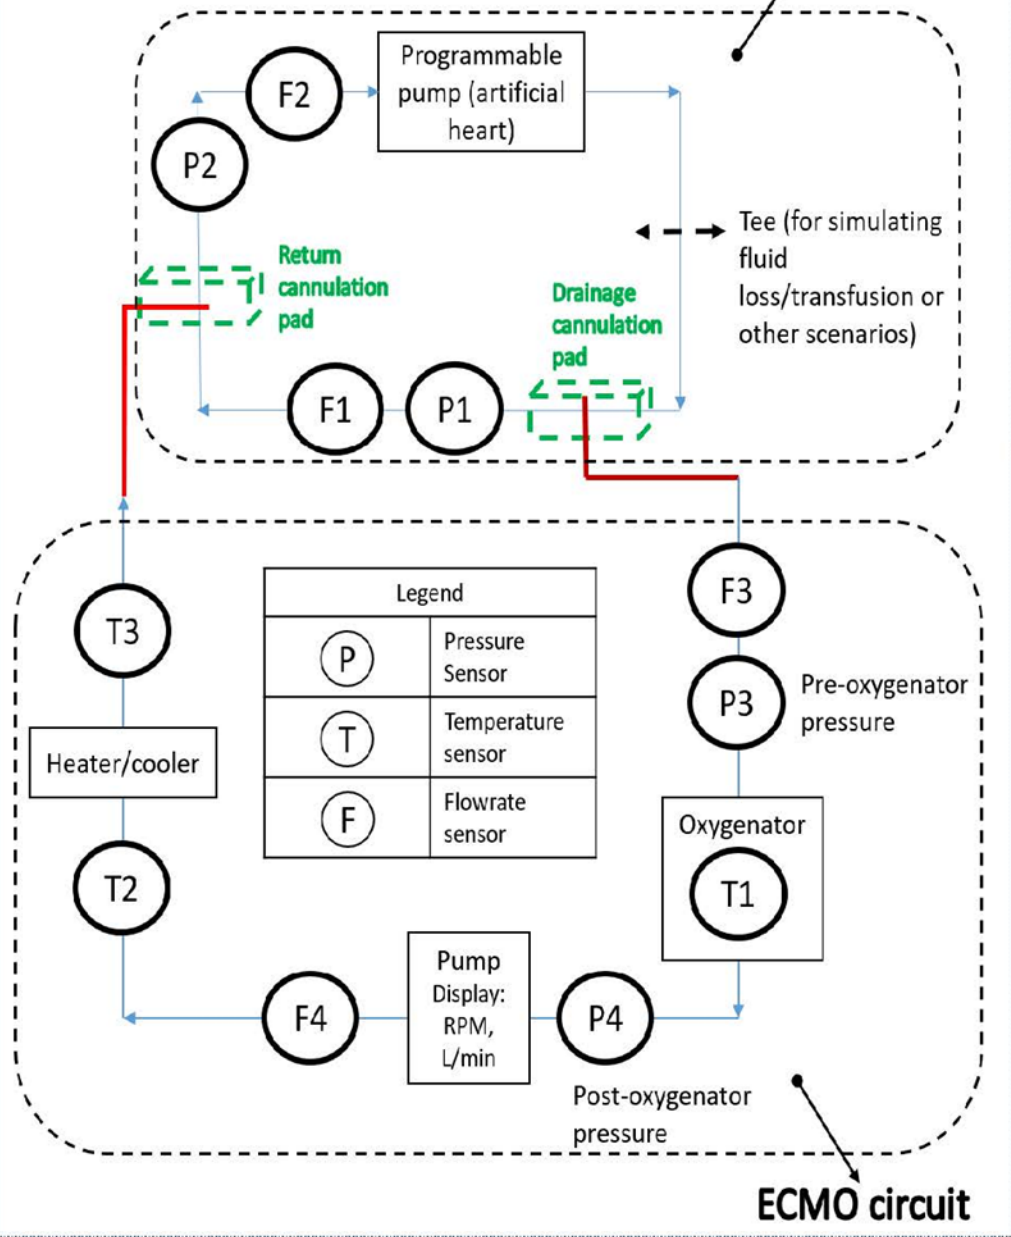 Programmable
pump (artificial
heart)
F2
P2
Return
cannulation
pad
Drainage
cannulation
pad
Tee (for simulating
fluid
loss/transfusion or
other scenarios)
F1
P1
T3
F3
Legend
P
Pressure
Sensor
T
Temperature
sensor
F
Flowrate
sensor
P3
Pre-oxygenator
pressure
Heater/cooler
T2
Oxygenator
T1
F4
Pump
Display:
RPM,
L/min
P4
Post-oxygenator
pressure
ECMO circuit